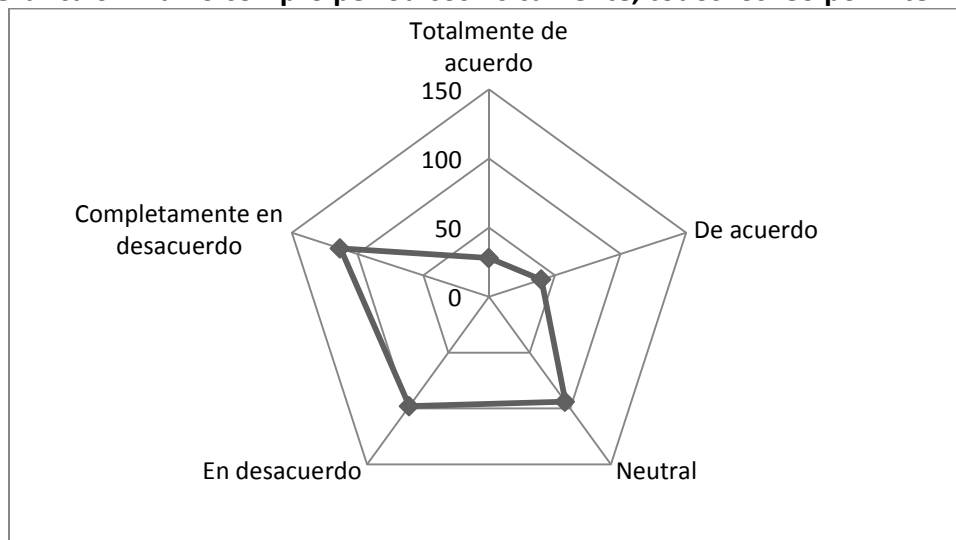 Totalmente de
acuerdo
150
100
50
0
De acuerdo
Neutral
En desacuerdo
Completamente en
desacuerdo